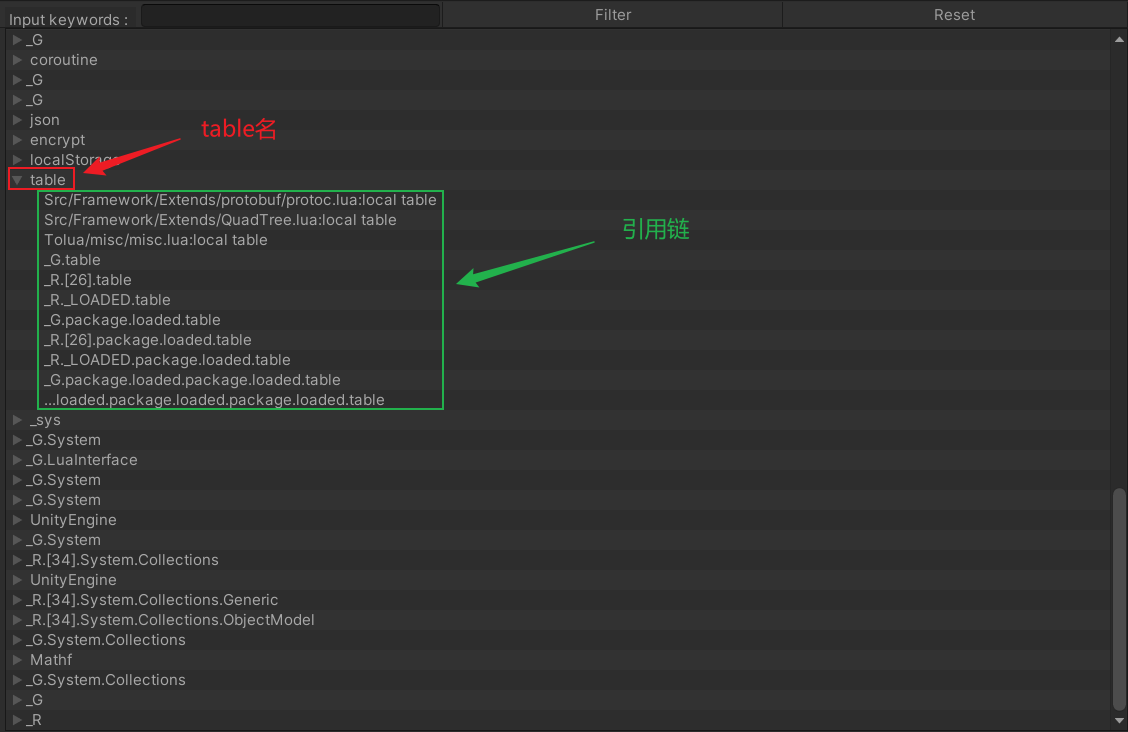 Input keywords :
Filter
Reset
_G
coroutine
_G
_G
json
encrypt
table名
localStorage
table
Src/Framework/Extends/protobuf/protoc.lua:local table
Src/Framework/Extends/QuadTree.lua:local table
引用链
Tolua/misc/misc.lua:local table
_G.table
_R.[26].table
_R._LOADED.table
_G.package.loaded.table
_R.[26].package.loaded.table
_R._LOADED.package.loaded.table
_G.package.loaded.package.loaded.table
...loaded.package.loaded.package.loaded.table
_sys
_G.System
_G.LuaInterface
_G.System
_G.System
UnityEngine
_G.System
_R.[34].System.Collections
UnityEngine
_R.[34].System.Collections.Generic
_R.[34].System.Collections.ObjectModel
_G.System.Collections
Mathf
_G.System.Collections
_G
_R